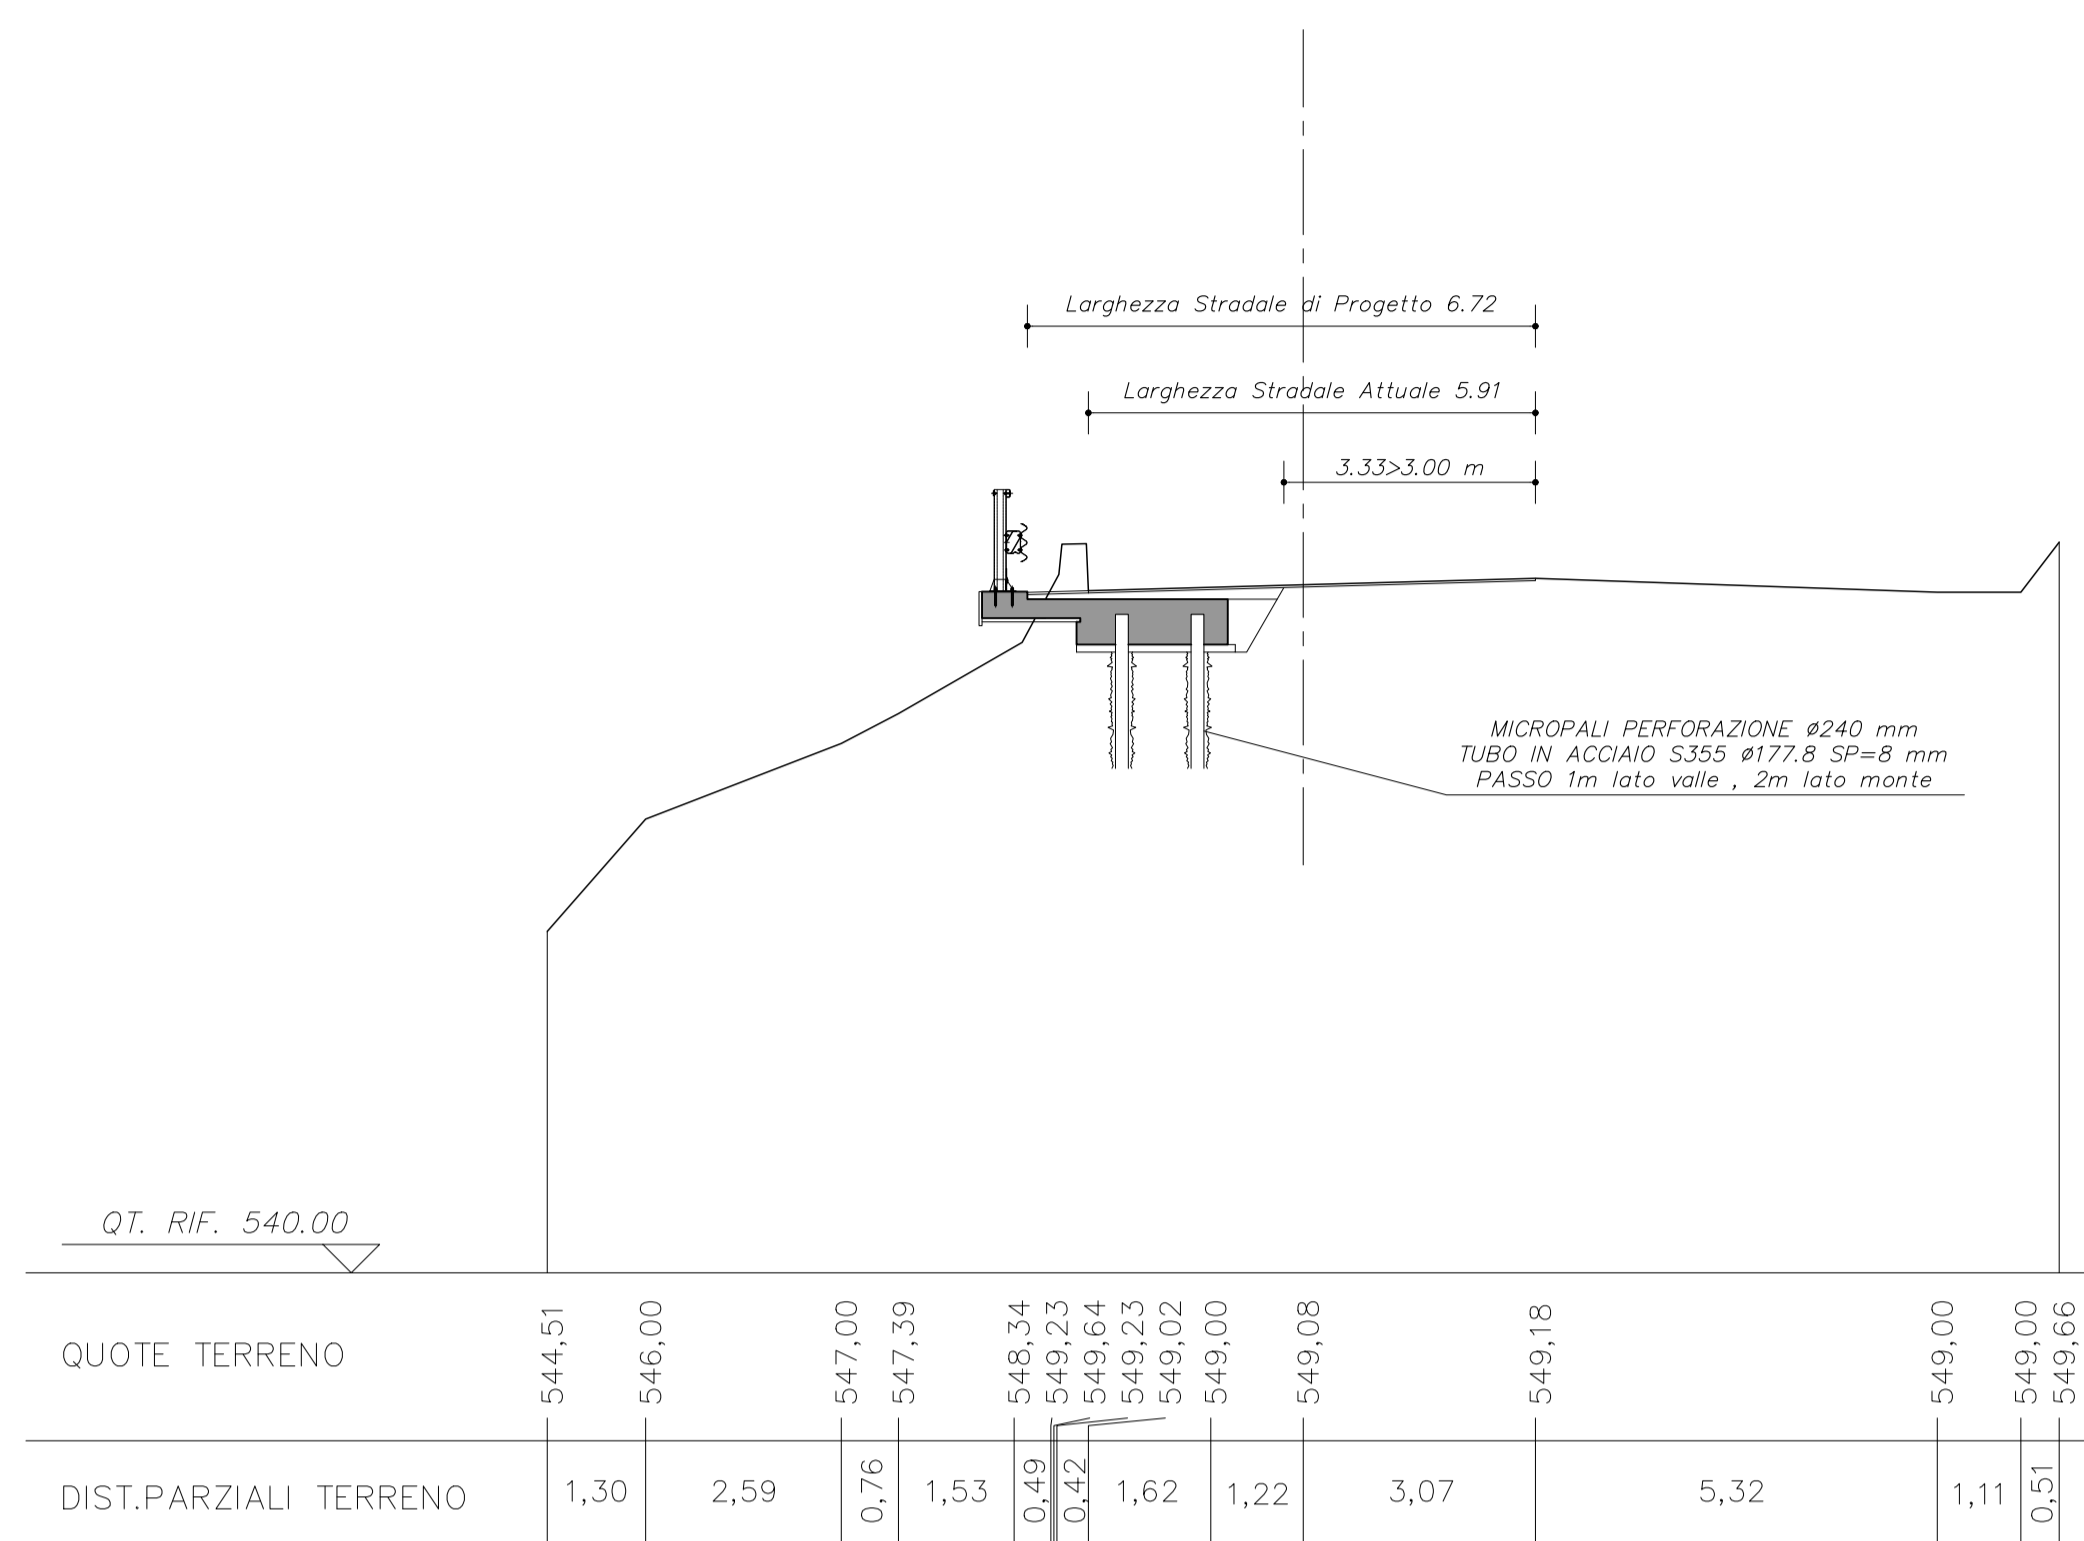 Larghezza Stradale di Progetto 6.72
Larghezza Stradale Attuale 5.91
3.33>3.00 m
MICROPALI PERFORAZIONE ø240 mm
TUBO IN ACCIAIO S355 ø177.8 SP=8 mm
PASSO 1m lato valle , 2m lato monte
QT. RIF. 540.00
QUOTE TERRENO 544,51 546,00 547,00 547,39 548,34 549,23 549,64 549,23 549,02 549,00 549,08 549,18 549,00 549,00 549,66
DIST.PARZIALI TERRENO 1,30 2,59 0,76 1,53 0,49 0,42 1,62 1,22 3,07 5,32 1,11 0,51